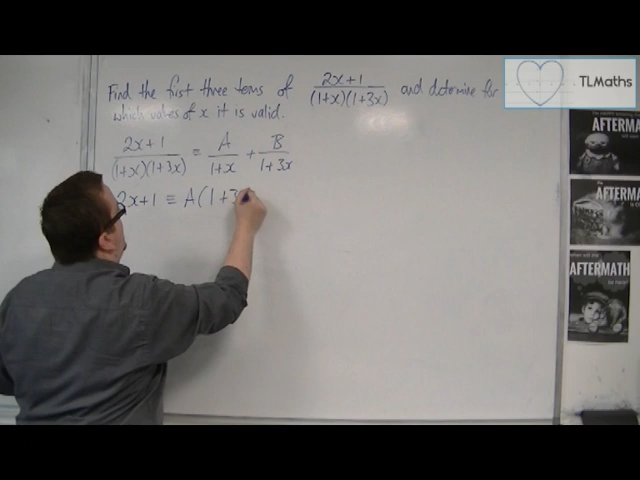 Find the first three terms of (2x+1)/((1+x)(1+3x)) and determine for
which values of x it is valid.
(2x+1)/((1+x)(1+3x)) ≡ A/(1+x) + B/(1+3x)
2x+1 ≡ A(1+3
TLMaths
AFTERMATH
AFTERMATH
AFTERMATH